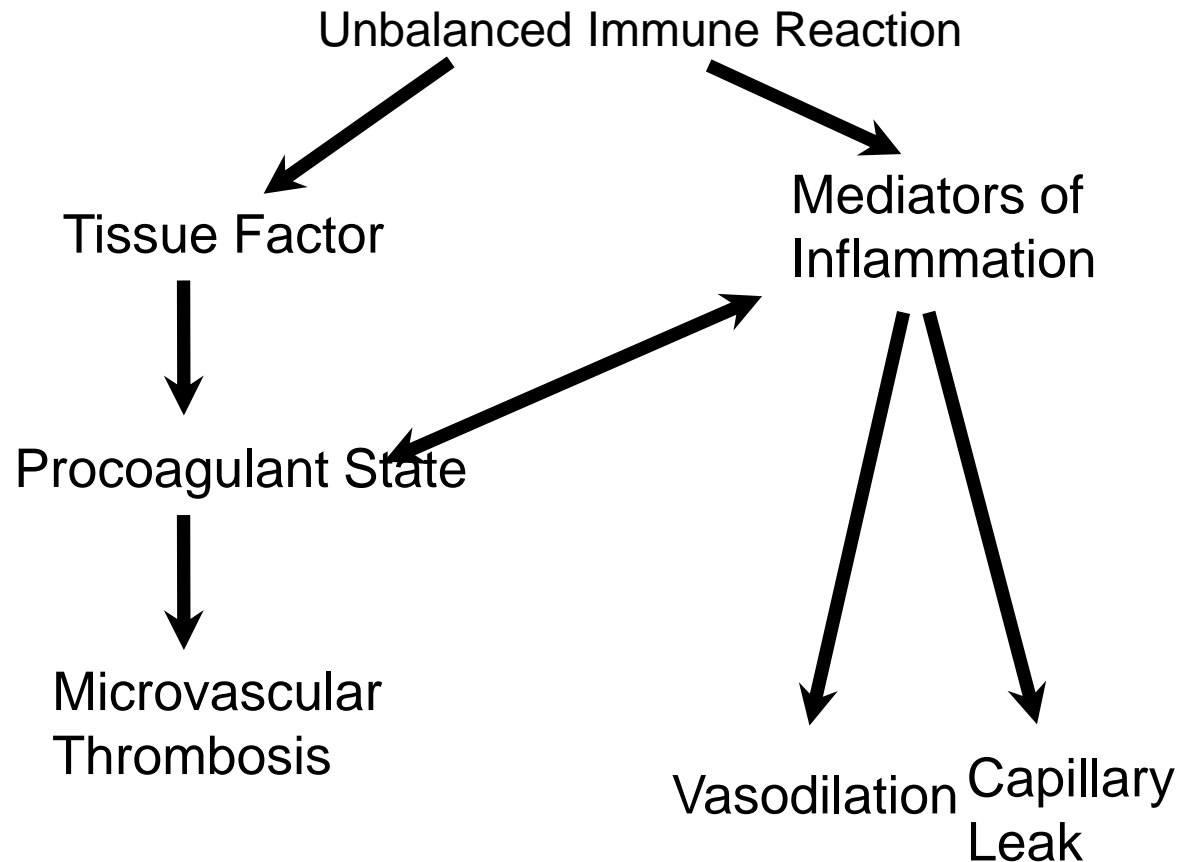 Unbalanced Immune Reaction
Tissue Factor
Mediators of
Inflammation
Procoagulant State
Microvascular
Thrombosis
Vasodilation
Capillary
Leak